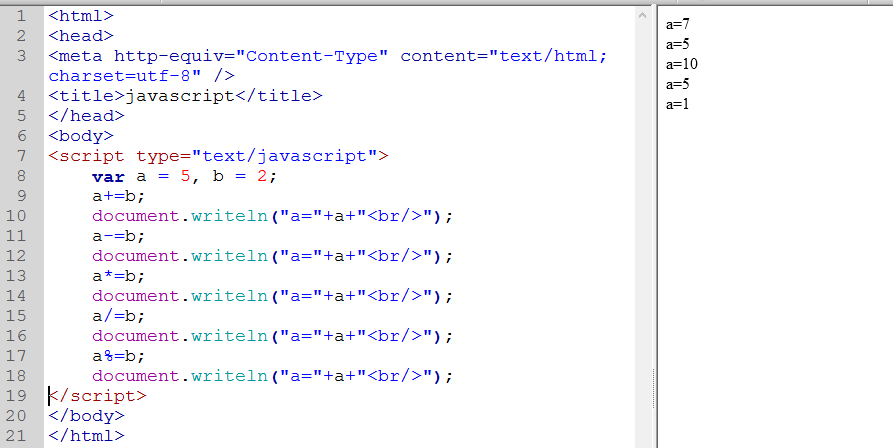 1 <html>
2 <head>
3 <meta http-equiv="Content-Type" content="text/html;
charset=utf-8" />
4 <title>javascript</title>
5 </head>
6 <body>
7 <script type="text/javascript">
8 var a = 5, b = 2;
9 a+=b;
10 document.writeln("a="+a+"<br/>");
11 a-=b;
12 document.writeln("a="+a+"<br/>");
13 a*=b;
14 document.writeln("a="+a+"<br/>");
15 a/=b;
16 document.writeln("a="+a+"<br/>");
17 a%=b;
18 document.writeln("a="+a+"<br/>");
19 </script>
20 </body>
21 </html>
a=7
a=5
a=10
a=5
a=1